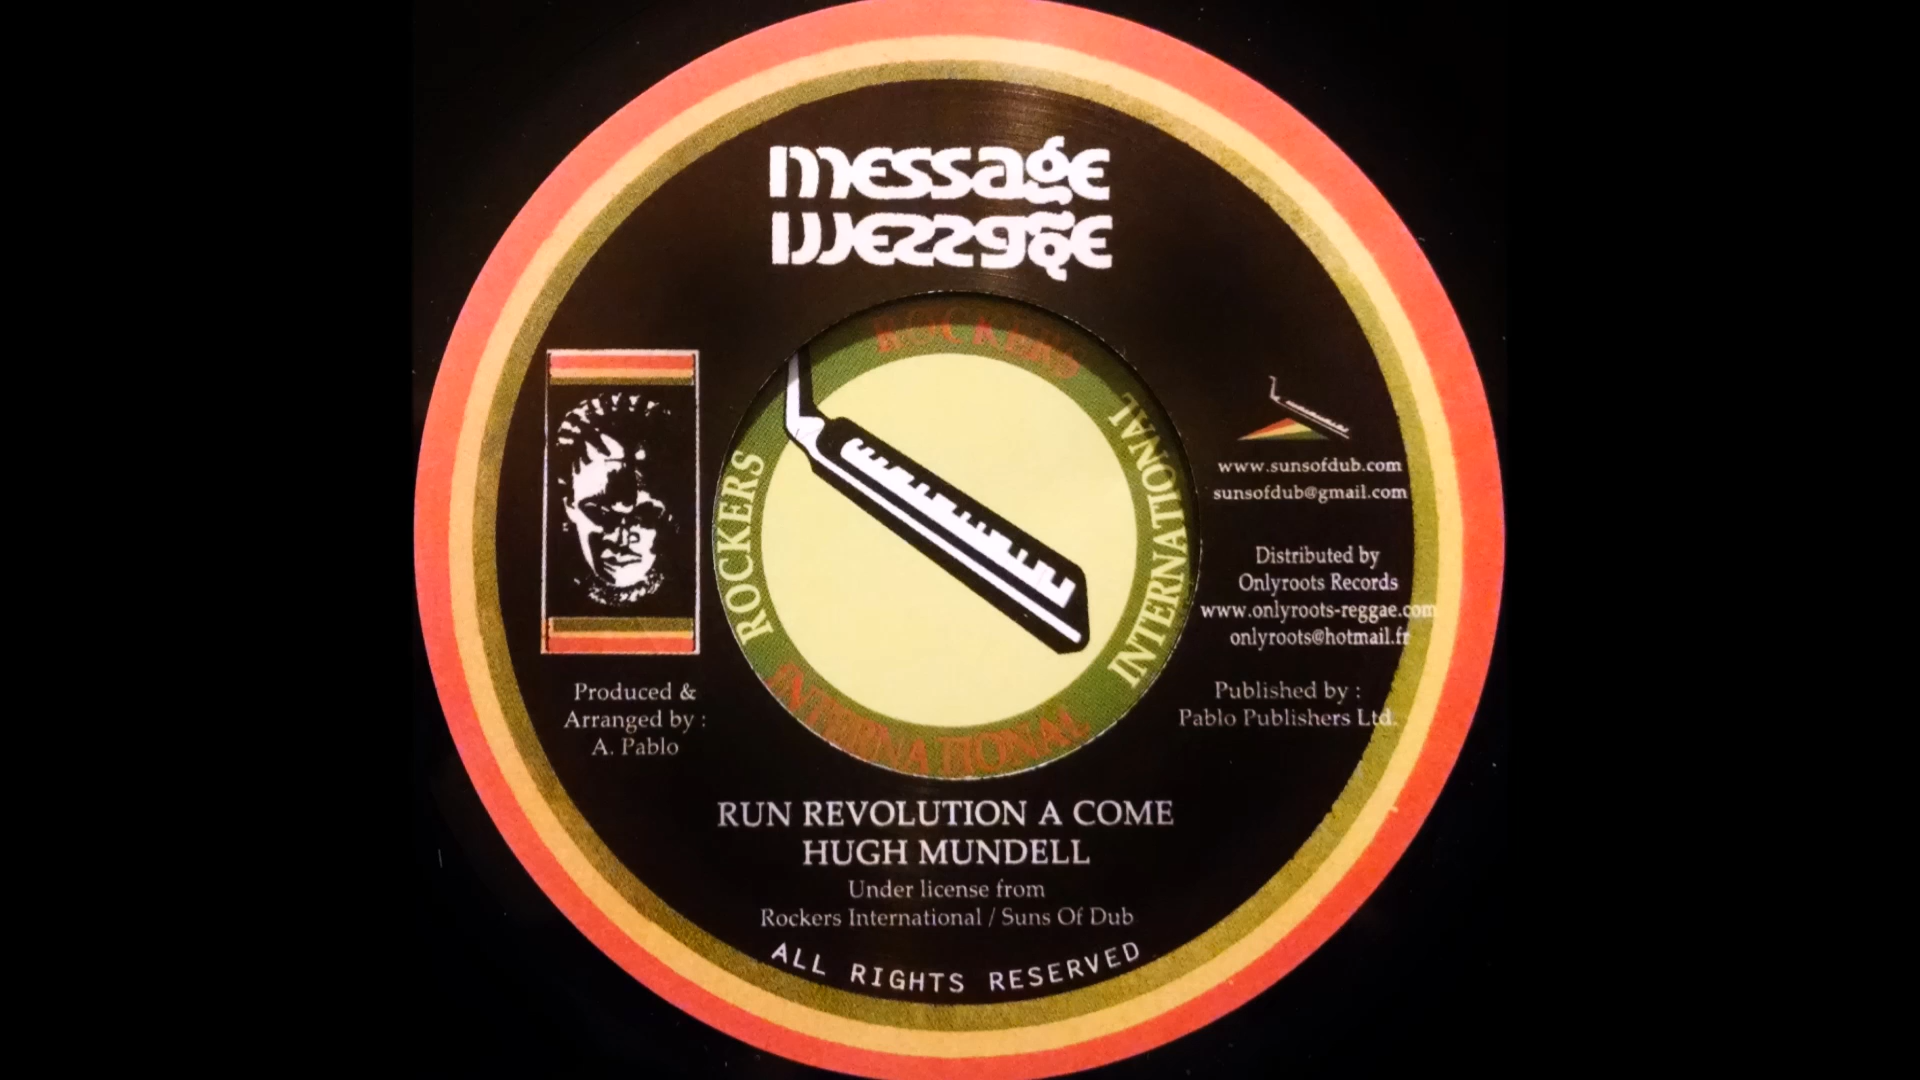 message
message
ROCKERS
INTERNATIONAL
ROCKERS
INTERNATIONAL
www.sunsofdub.com
sunsofdub@gmail.com
Distributed by
Onlyroots Records
www.onlyroots-reggae.com
onlyroots@hotmail.fr
Published by :
Pablo Publishers Ltd.
Produced &
Arranged by :
A. Pablo
RUN REVOLUTION A COME
HUGH MUNDELL
Under license from
Rockers International / Suns Of Dub
ALL RIGHTS RESERVED